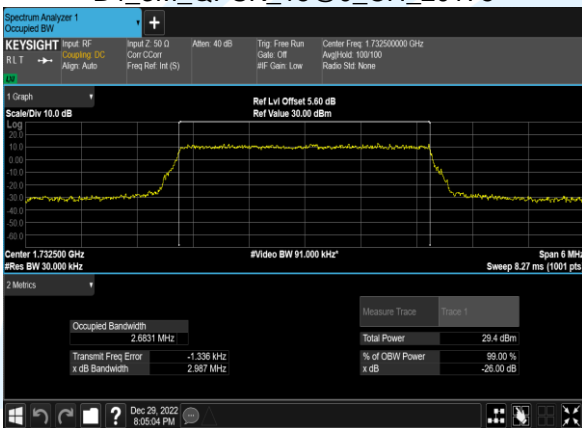 Spectrum Analyzer 1
Occupied BW
+
KEYSIGHT
Input: RF
Coupling: DC
Align: Auto
Input Z: 50 Ω
Corr CCorr
Freq Ref: Int (S)
Atten: 40 dB
Trig: Free Run
Gate: Off
#IF Gain: Low
Center Freq: 1.732500000 GHz
Avg|Hold: 100/100
Radio Std: None
RLT
LW
1 Graph
Ref Lvl Offset 5.60 dB
Scale/Div 10.0 dB
Ref Value 30.00 dBm
Log
20.0
10.0
0.00
-10.0
-20.0
-30.0
-40.0
-50.0
-60.0
Center 1.732500 GHz
#Video BW 91.000 kHz*
Span 6 MHz
#Res BW 30.000 kHz
Sweep 8.27 ms (1001 pts
2 Metrics
Measure Trace
Trace 1
Occupied Bandwidth
2.6831 MHz
Total Power
29.4 dBm
Transmit Freq Error
-1.336 kHz
% of OBW Power
99.00 %
x dB Bandwidth
2.987 MHz
x dB
-26.00 dB
?
Dec 29, 2022
8:05:04 PM